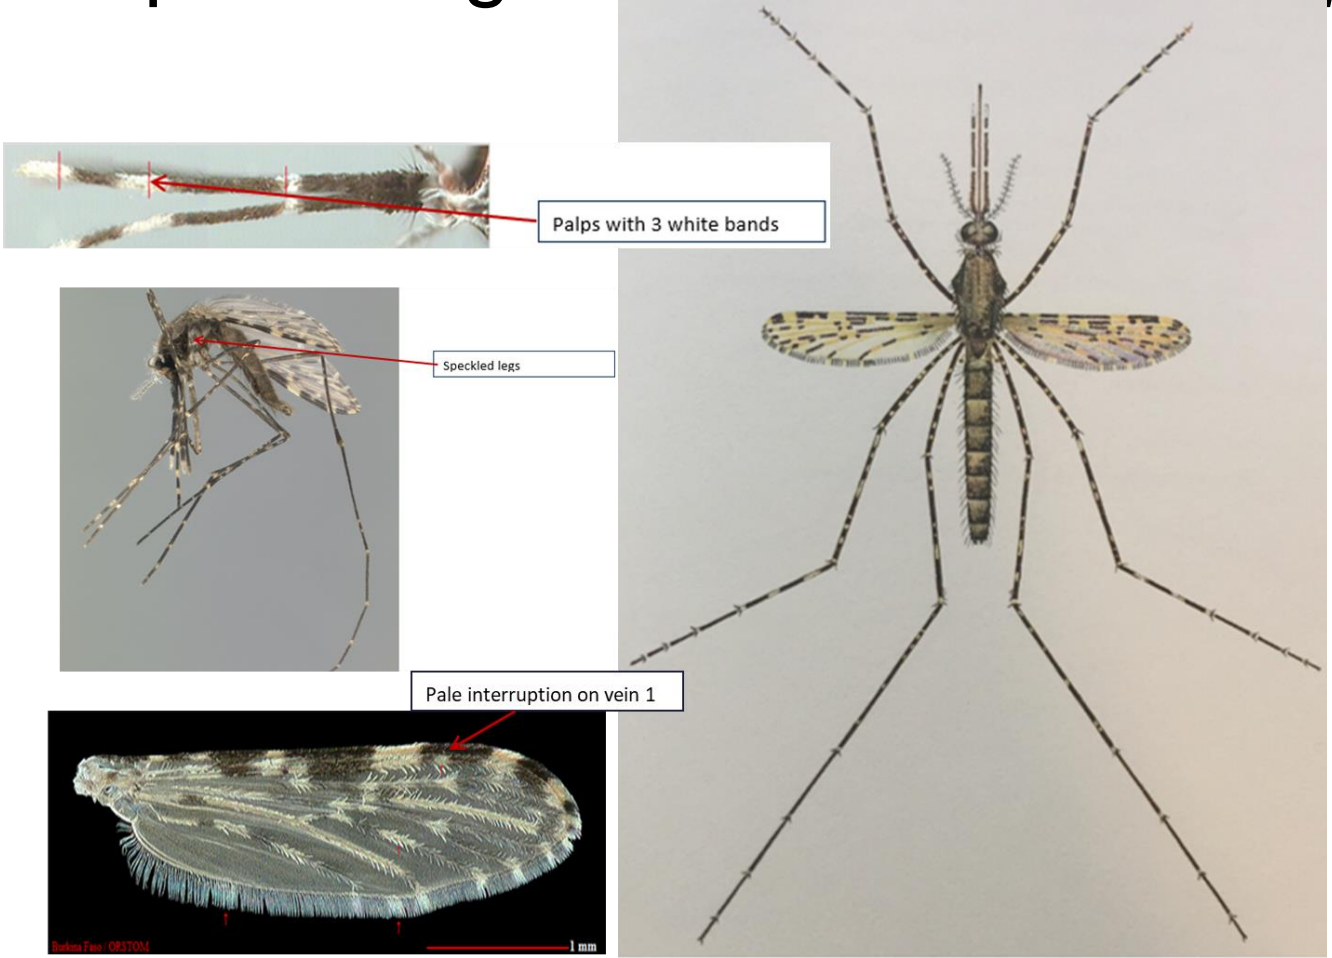 Palps with 3 white bands
Speckled legs
Pale interruption on vein 1
Burkina Faso / ORSTOM
1 mm